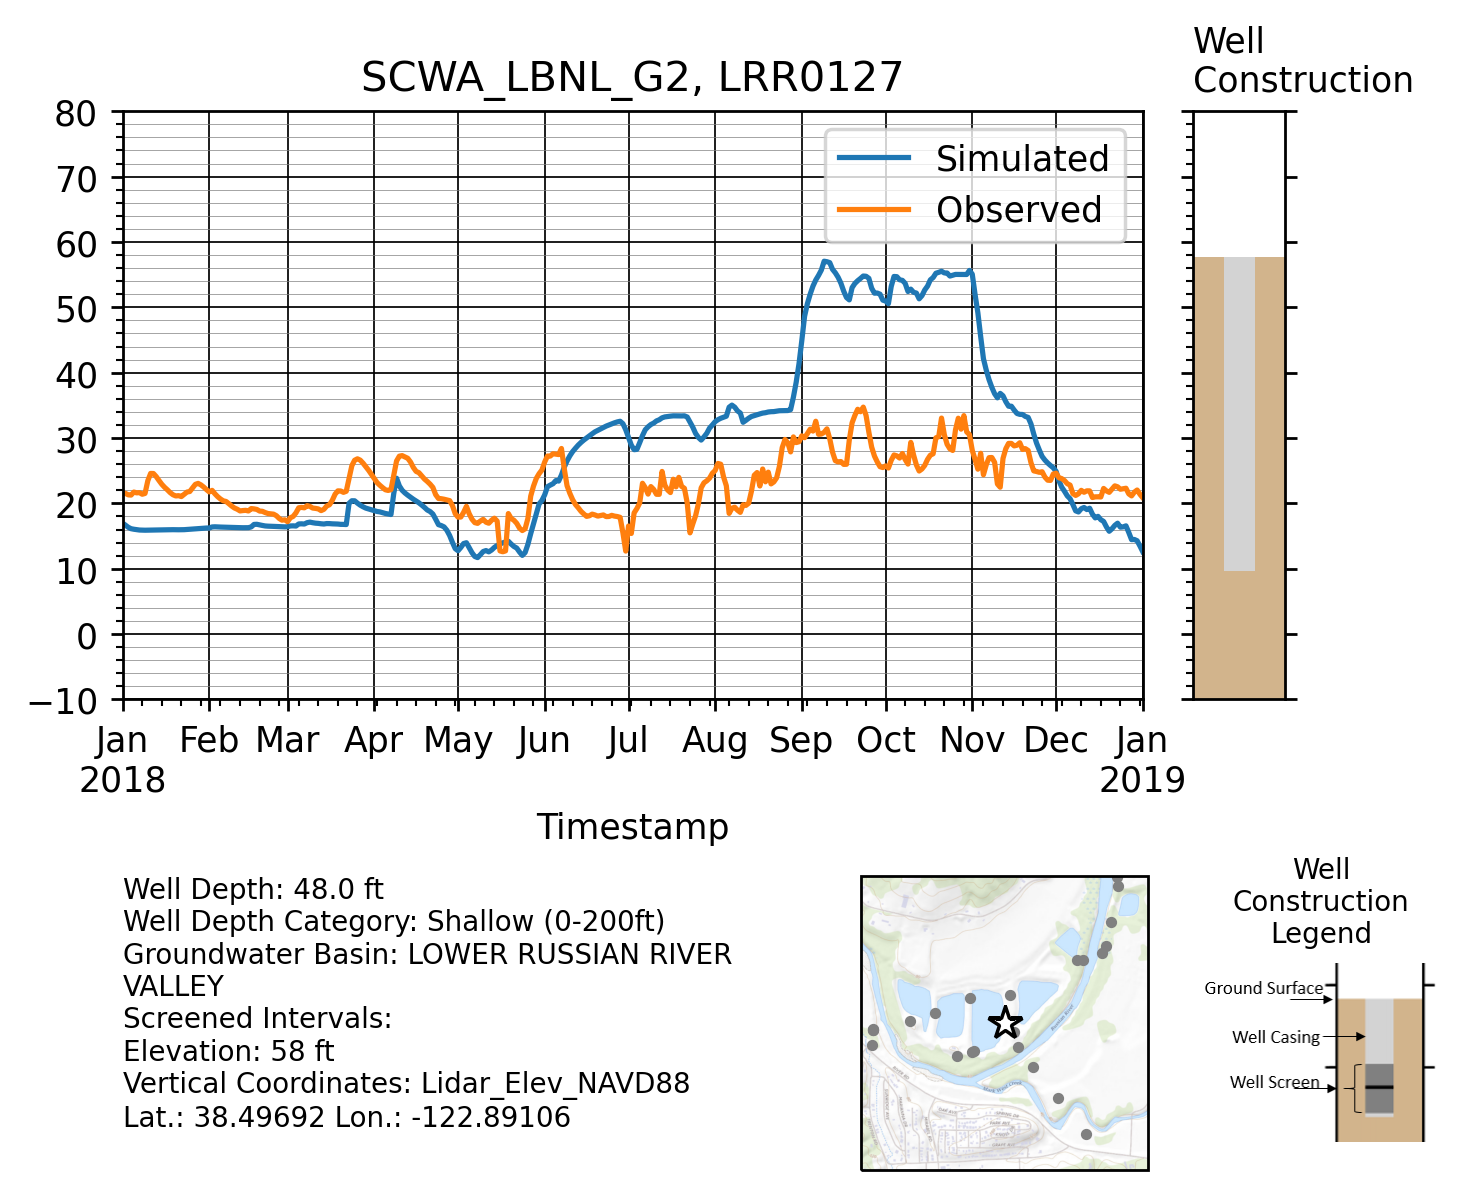 SCWA_LBNL_G2, LRR0127
Well
Construction
80
70
60
50
40
30
20
10
0
−10
Simulated
Observed
Jan Feb Mar Apr May Jun Jul Aug Sep Oct Nov Dec Jan
2018 2019
Timestamp
Well Depth: 48.0 ft
Well Depth Category: Shallow (0-200ft)
Groundwater Basin: LOWER RUSSIAN RIVER
VALLEY
Screened Intervals:
Elevation: 58 ft
Vertical Coordinates: Lidar_Elev_NAVD88
Lat.: 38.49692 Lon.: -122.89106
Well
Construction
Legend
Ground Surface
Well Casing
Well Screen